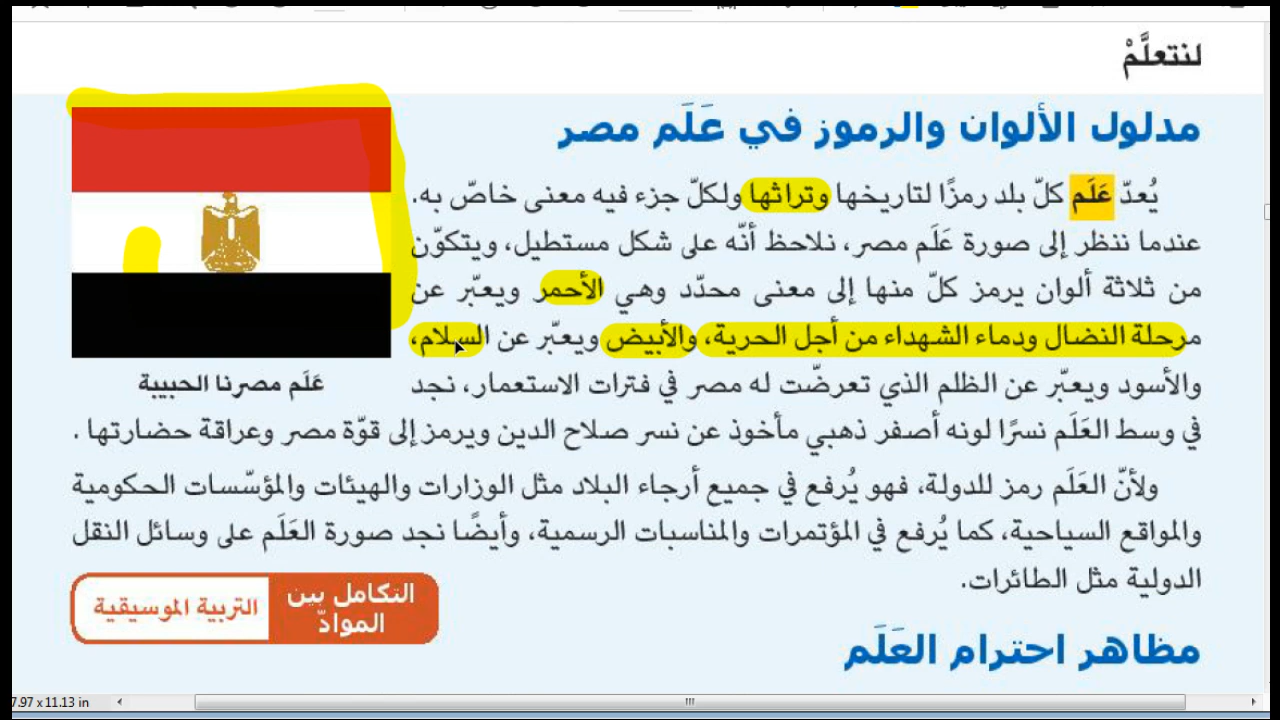 لنتعلَّمْ
مدلول الألوان والرموز في عَلَم مصر
يُعدّ عَلَم كلّ بلد رمزًا لتاريخها وتراثها ولكلّ جزء فيه معنى خاصّ به.
عندما ننظر إلى صورة عَلَم مصر، نلاحظ أنّه على شكل مستطيل، ويتكوّن
من ثلاثة ألوان يرمز كلّ منها إلى معنى محدّد وهي الأحمر ويعبّر عن
مرحلة النضال ودماء الشهداء من أجل الحرية، والأبيض ويعبّر عن السلام،
والأسود ويعبّر عن الظلم الذي تعرضّت له مصر في فترات الاستعمار، نجد
في وسط العَلَم نسرًا لونه أصفر ذهبي مأخوذ عن نسر صلاح الدين ويرمز إلى قوّة مصر وعراقة حضارتها .
عَلَم مصرنا الحبيبة
ولأنّ العَلَم رمز للدولة، فهو يُرفع في جميع أرجاء البلاد مثل الوزارات والهيئات والمؤسّسات الحكومية
والمواقع السياحية، كما يُرفع في المؤتمرات والمناسبات الرسمية، وأيضًا نجد صورة العَلَم على وسائل النقل
الدولية مثل الطائرات.
التكامل بين
الموادّ
التربية الموسيقية
مظاهر احترام العَلَم
7.97 x 11.13 in